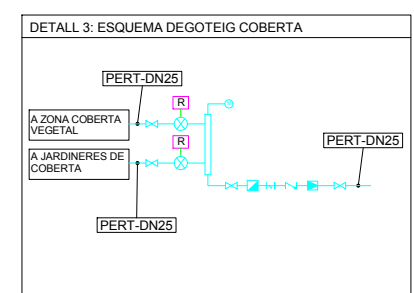 DETALL 3: ESQUEMA DEGOTEIG COBERTA
PERT-DN25
R
A ZONA COBERTA
VEGETAL
R
A JARDINERES DE
COBERTA
PERT-DN25
PERT-DN25